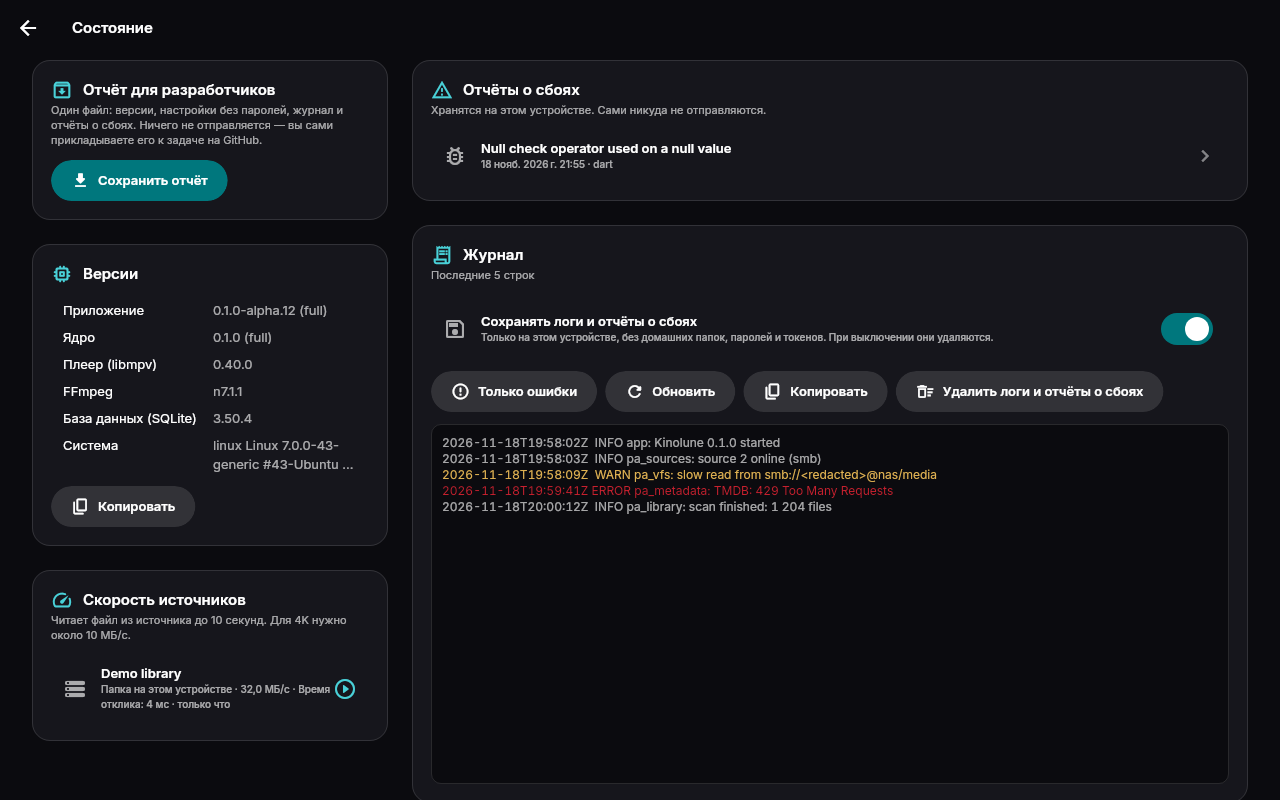 Состояние
Отчёт для разработчиков
Один файл: версии, настройки без паролей, журнал и
отчёты о сбоях. Ничего не отправляется — вы сами
прикладываете его к задаче на GitHub.
Сохранить отчёт
Версии
Приложение 0.1.0-alpha.12 (full)
Ядро 0.1.0 (full)
Плеер (libmpv) 0.40.0
FFmpeg n7.1.1
База данных (SQLite) 3.50.4
Система linux Linux 7.0.0-43-
generic #43-Ubuntu ...
Копировать
Скорость источников
Читает файл из источника до 10 секунд. Для 4K нужно
около 10 МБ/с.
Demo library
Папка на этом устройстве · 32,0 МБ/с · Время
отклика: 4 мс · только что
Отчёты о сбоях
Хранятся на этом устройстве. Сами никуда не отправляются.
Null check operator used on a null value
18 нояб. 2026 г. 21:55 · dart
Журнал
Последние 5 строк
Сохранять логи и отчёты о сбоях
Только на этом устройстве, без домашних папок, паролей и токенов. При выключении они удаляются.
Только ошибки Обновить Копировать Удалить логи и отчёты о сбоях
2026-11-18T19:58:02Z  INFO app: Kinolune 0.1.0 started
2026-11-18T19:58:03Z  INFO pa_sources: source 2 online (smb)
2026-11-18T19:58:09Z  WARN pa_vfs: slow read from smb://<redacted>@nas/media
2026-11-18T19:59:41Z ERROR pa_metadata: TMDB: 429 Too Many Requests
2026-11-18T20:00:12Z  INFO pa_library: scan finished: 1 204 files